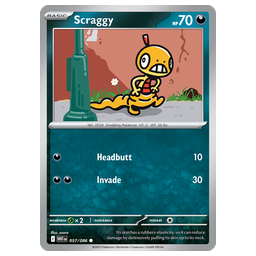 BASIC
Scraggy
HP 70
NO. 0559 Shedding Pokémon HT: 2' WT: 26 lbs.
Headbutt 10
Invade 30
weakness ×2 resistance retreat
057/086
Its skin has a rubbery elasticity, so it can reduce
damage by defensively pulling its skin up to its neck.